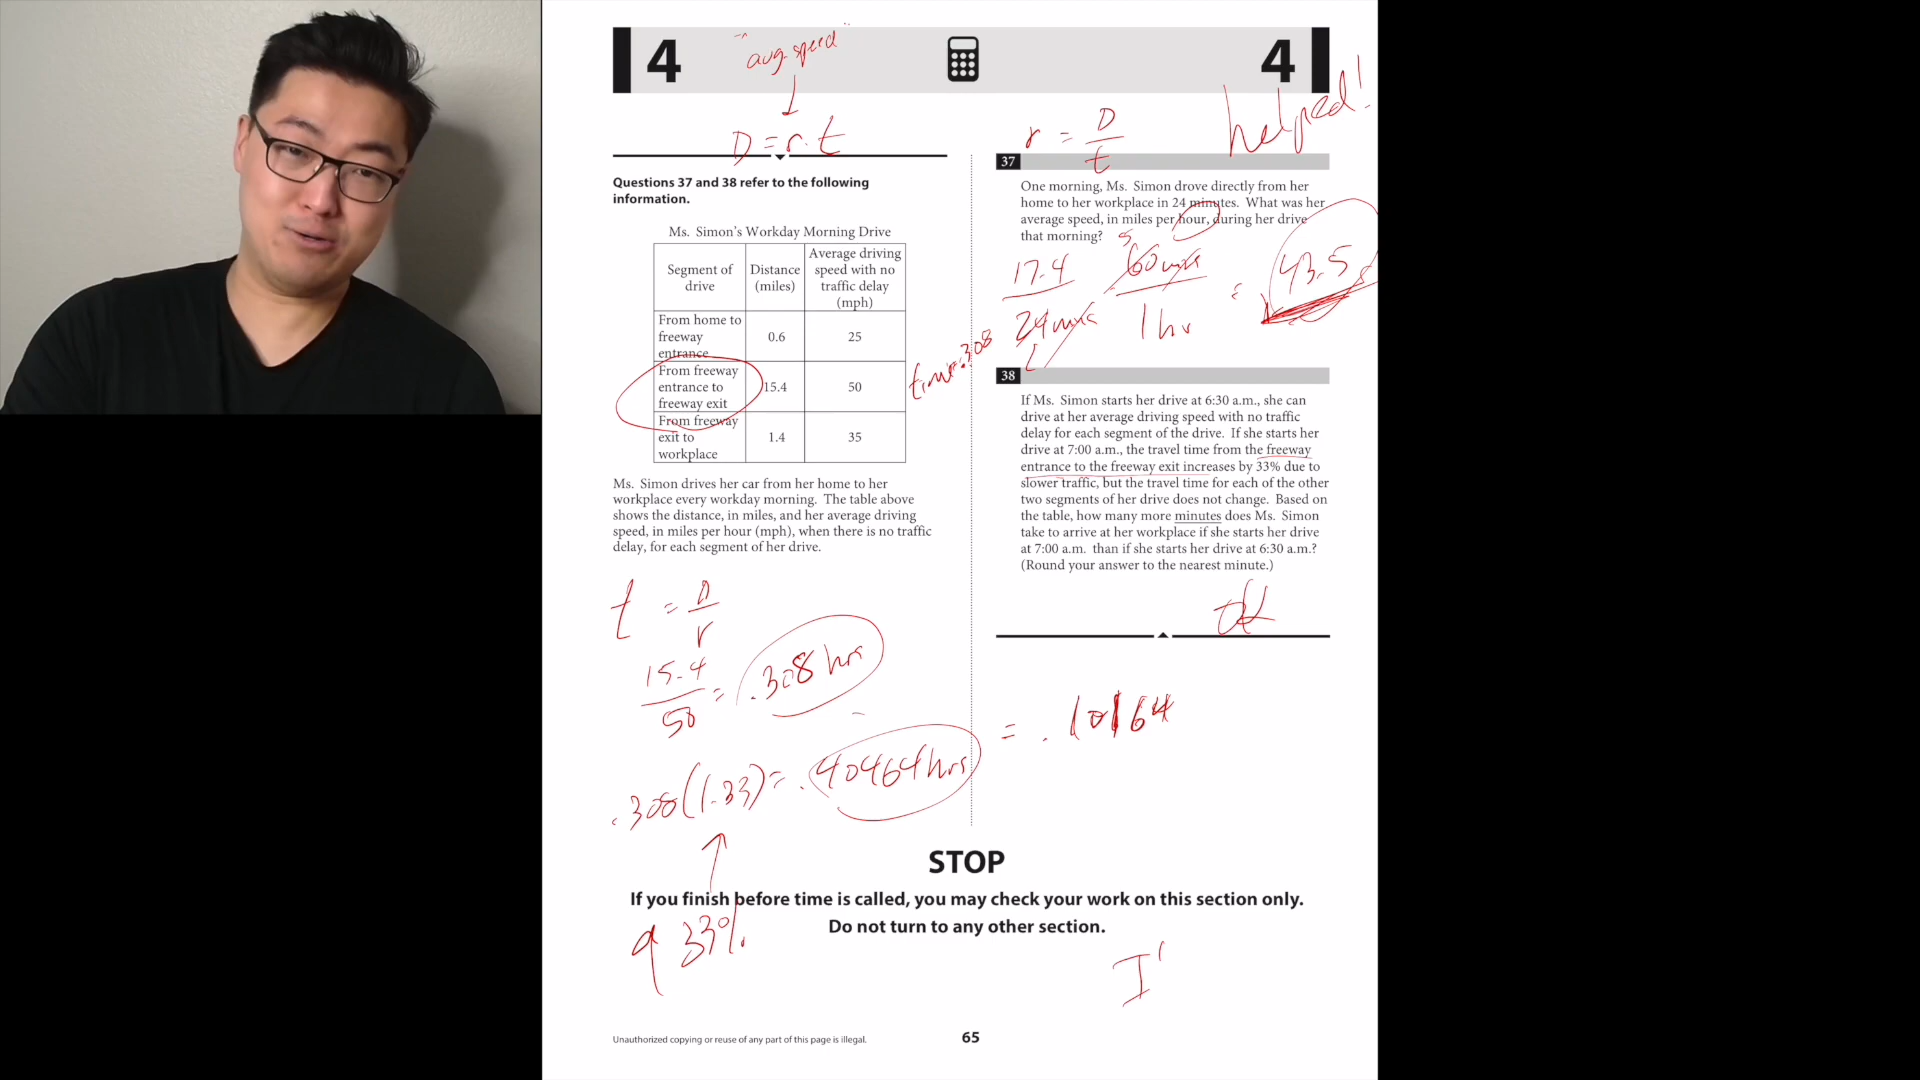 4 4
"avg. speed"
D = r · t
r = D / t
helped!
Questions 37 and 38 refer to the following
information.
Ms. Simon's Workday Morning Drive
Segment of
drive
Distance
(miles)
Average driving
speed with no
traffic delay
(mph)
From home to
freeway
entrance
0.6
25
From freeway
entrance to
freeway exit
15.4
50
time = .308
From freeway
exit to
workplace
1.4
35
Ms. Simon drives her car from her home to her
workplace every workday morning. The table above
shows the distance, in miles, and her average driving
speed, in miles per hour (mph), when there is no traffic
delay, for each segment of her drive.
t = D / r
15.4 / 50 = .308 hrs
.308(1.33) = .40464 hrs
33%
37
One morning, Ms. Simon drove directly from her
home to her workplace in 24 minutes. What was her
average speed, in miles per hour, during her drive
that morning?
5
17.4 / 24 min 60 min / 1 hr = 43.5
2
38
If Ms. Simon starts her drive at 6:30 a.m., she can
drive at her average driving speed with no traffic
delay for each segment of the drive. If she starts her
drive at 7:00 a.m., the travel time from the freeway
entrance to the freeway exit increases by 33% due to
slower traffic, but the travel time for each of the other
two segments of her drive does not change. Based on
the table, how many more minutes does Ms. Simon
take to arrive at her workplace if she starts her drive
at 7:00 a.m. than if she starts her drive at 6:30 a.m.?
(Round your answer to the nearest minute.)
= .10164
STOP
If you finish before time is called, you may check your work on this section only.
Do not turn to any other section.
I'
Unauthorized copying or reuse of any part of this page is illegal.
65